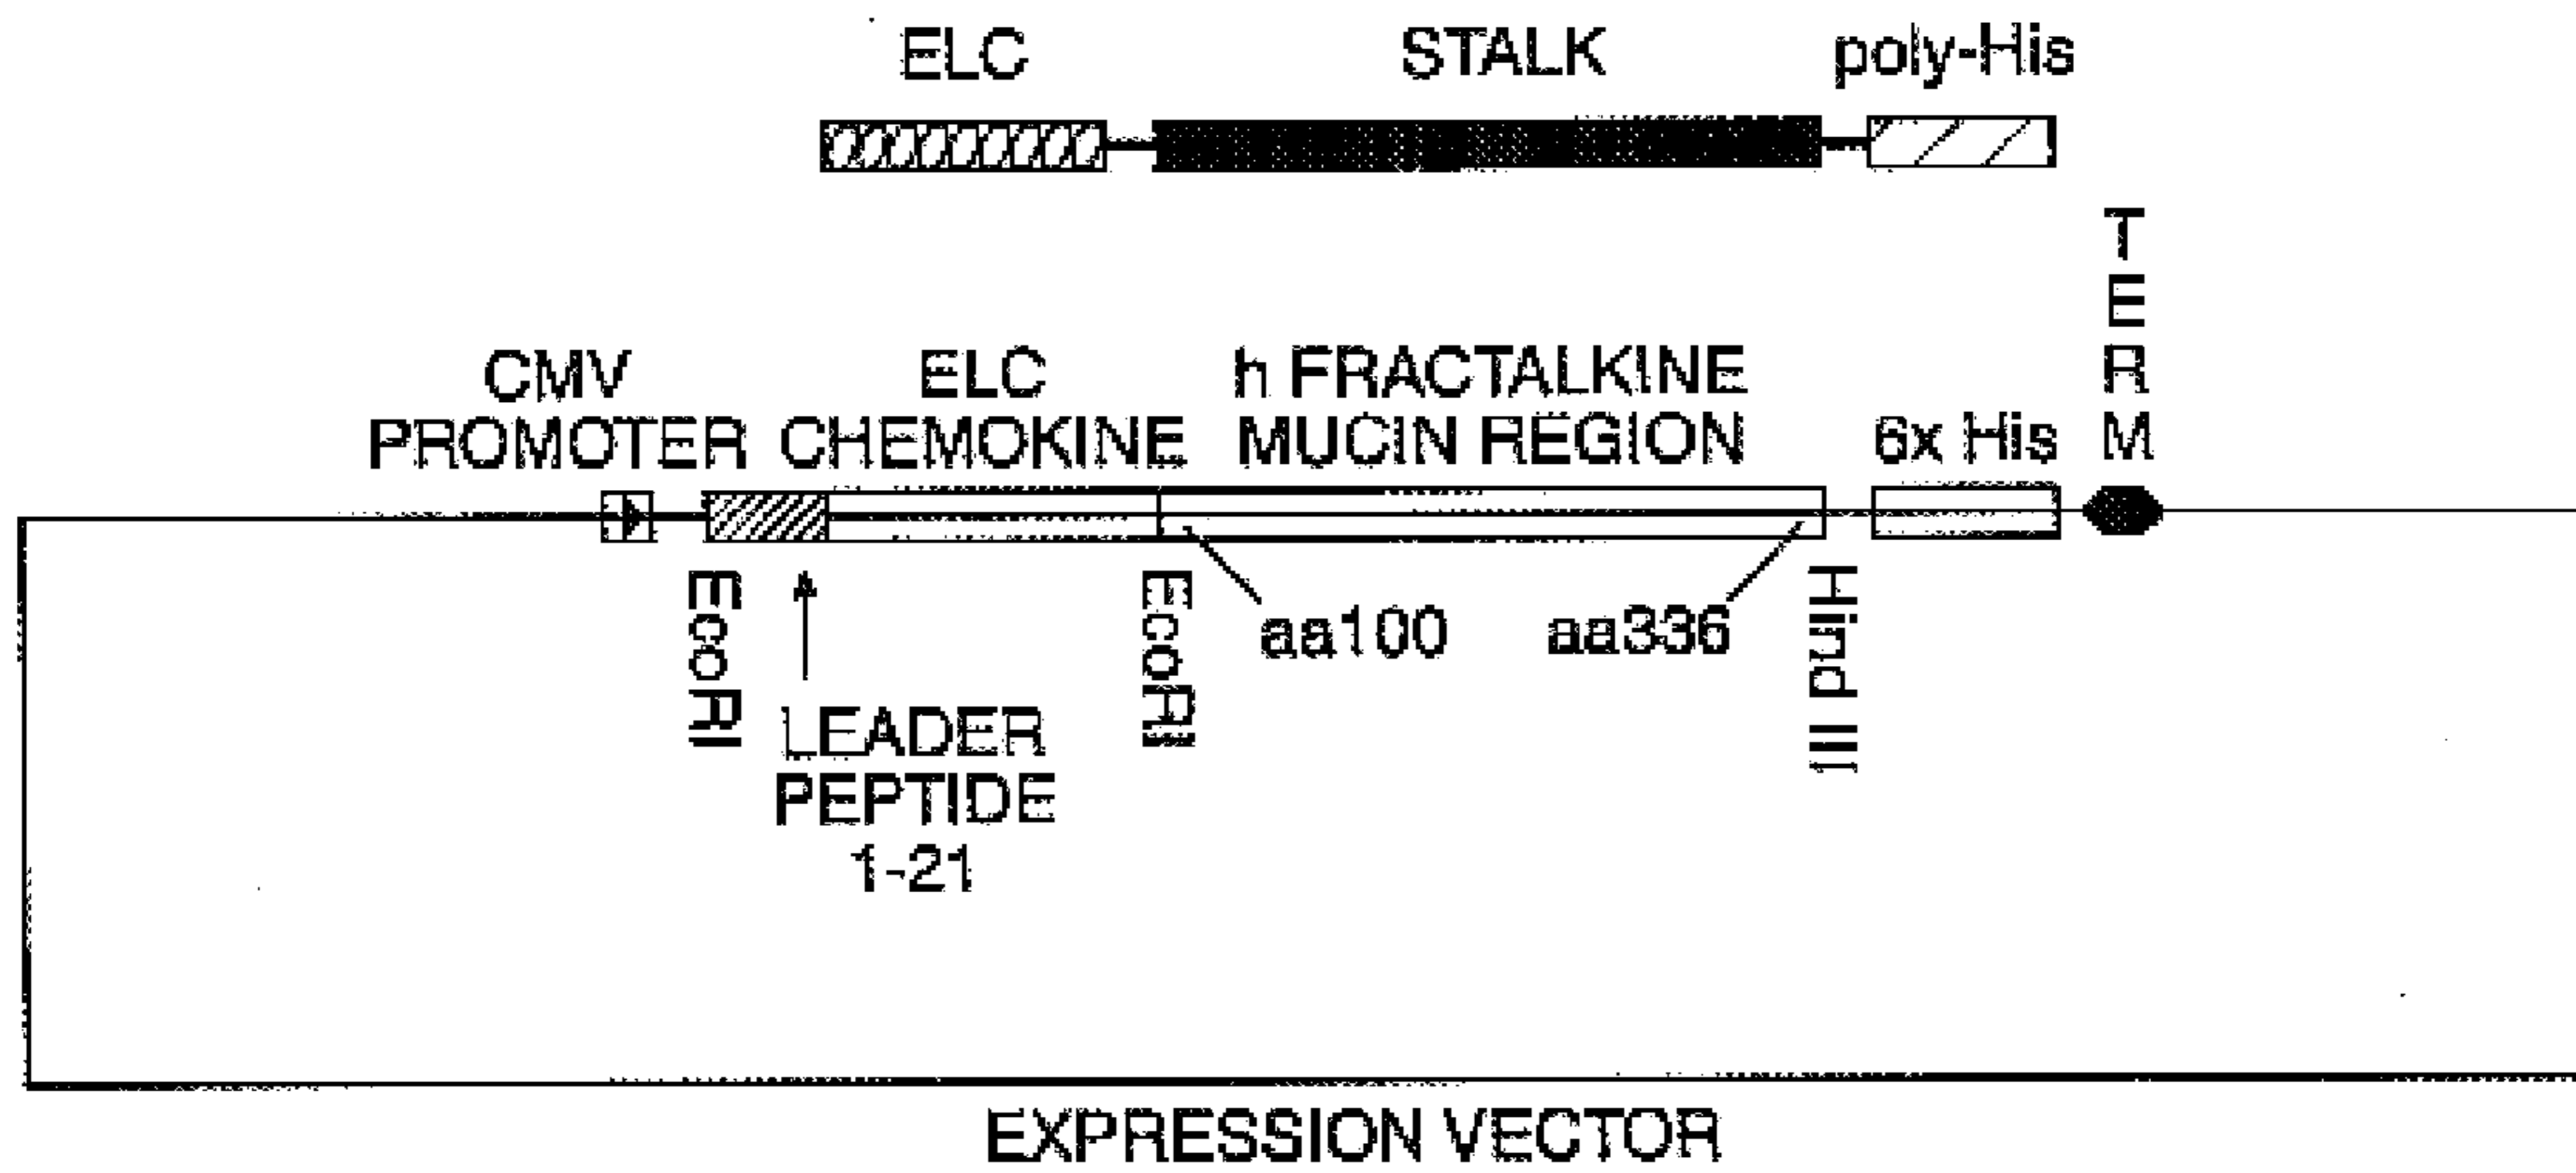 ELC
STALK
poly-His
CMV
PROMOTER
ELC
CHEMOKINE
h FRACTALKINE
MUCIN REGION
6x His
TERM
EcoRI
LEADER
PEPTIDE
1-21
EcoRI
aa100
aa336
Hind III
EXPRESSION VECTOR